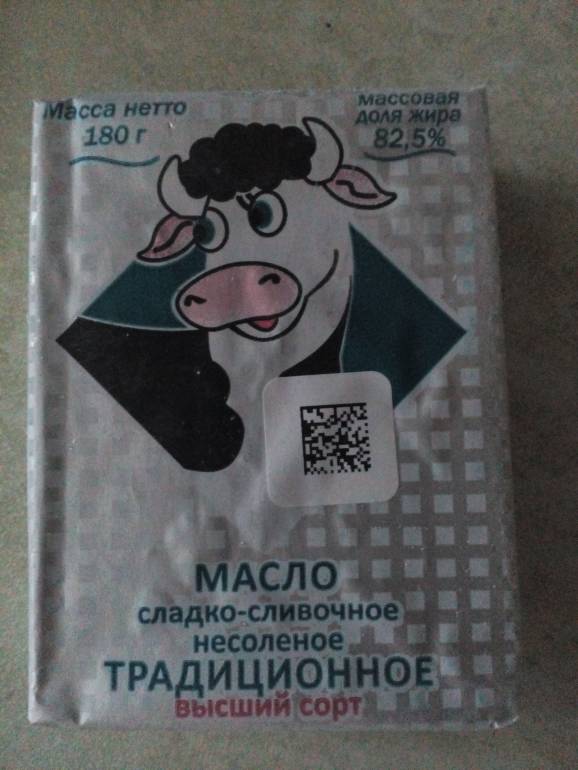 Масса нетто
180 г
массовая
доля жира
82,5%
МАСЛО
сладко-сливочное
несоленое
ТРАДИЦИОННОЕ
высший сорт